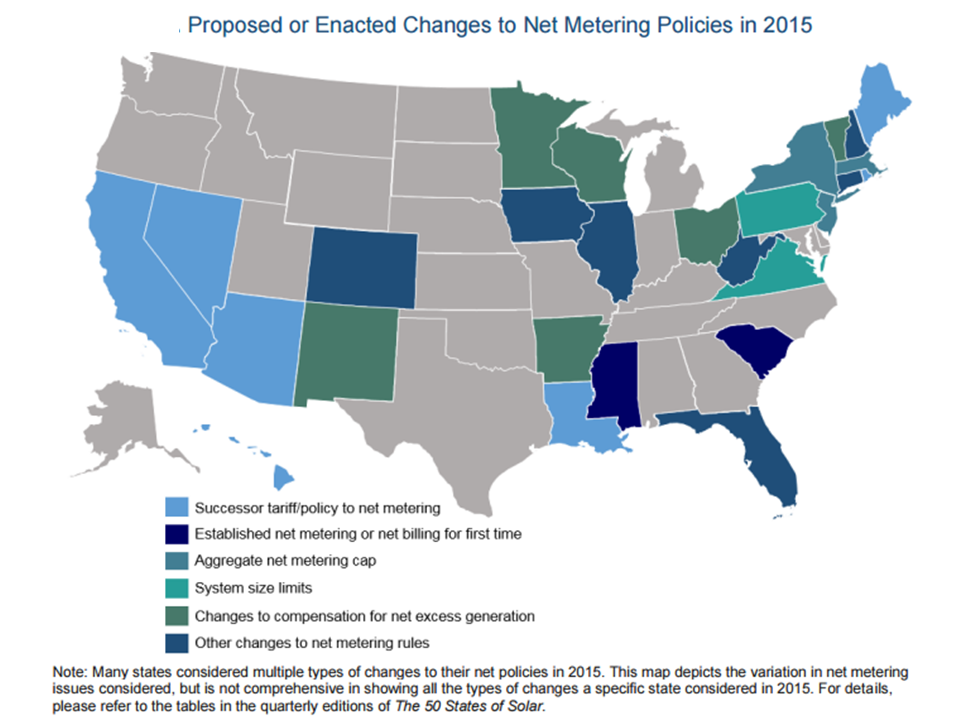 . Proposed or Enacted Changes to Net Metering Policies in 2015
Successor tariff/policy to net metering
Established net metering or net billing for first time
Aggregate net metering cap
System size limits
Changes to compensation for net excess generation
Other changes to net metering rules
Note: Many states considered multiple types of changes to their net policies in 2015. This map depicts the variation in net metering
issues considered, but is not comprehensive in showing all the types of changes a specific state considered in 2015. For details,
please refer to the tables in the quarterly editions of The 50 States of Solar.